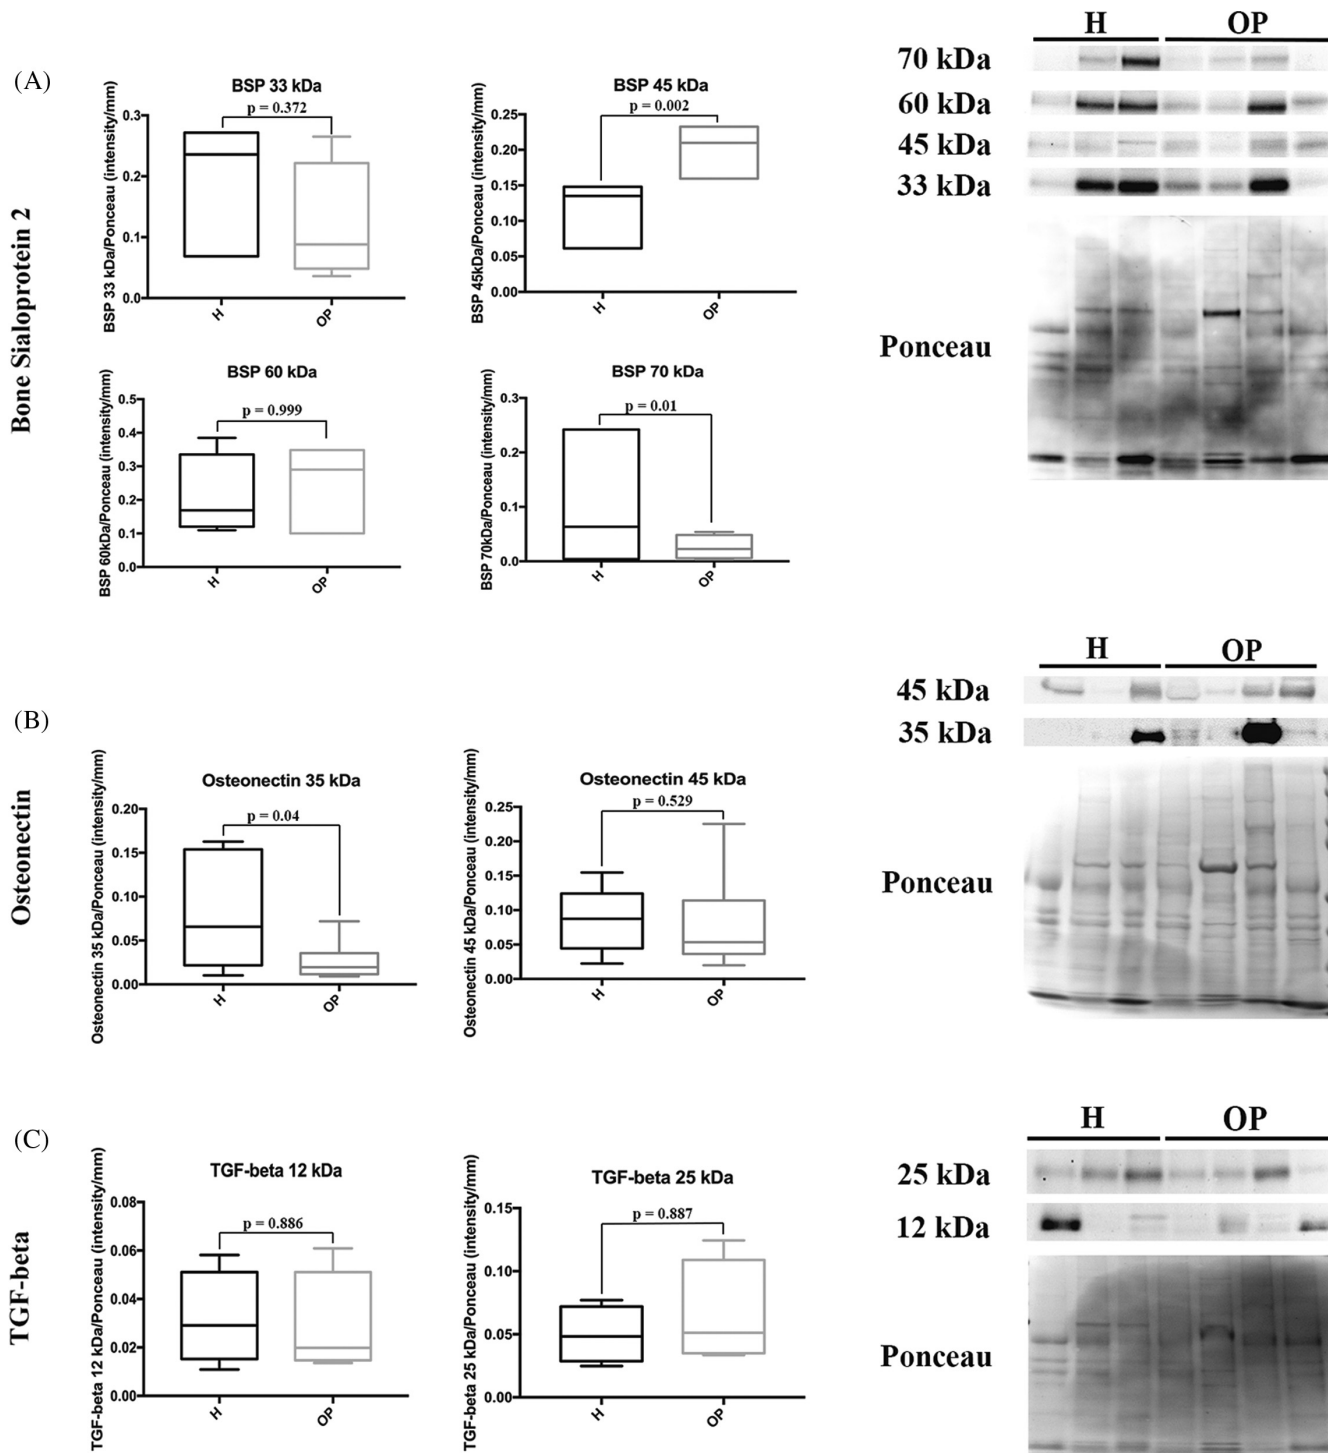 (A)
Bone Sialoprotein 2
BSP 33 kDa
p = 0.372
BSP 33 kDa/Ponceau (intensity/mm)
0.3
0.2
0.1
0.0
H
OP
BSP 45 kDa
p = 0.002
BSP 45kDa/Ponceau (intensity/mm)
0.25
0.20
0.15
0.10
0.05
0.00
H
OP
BSP 60 kDa
p = 0.999
BSP 60kDa/Ponceau (intensity/mm)
0.5
0.4
0.3
0.2
0.1
0.0
H
OP
BSP 70 kDa
p = 0.01
BSP 70kDa/Ponceau (intensity/mm)
0.3
0.2
0.1
0.0
H
OP
H OP
70 kDa
60 kDa
45 kDa
33 kDa
Ponceau
(B)
Osteonectin
Osteonectin 35 kDa
p = 0.04
Osteonectin 35 kDa/Ponceau (intensity/mm)
0.20
0.15
0.10
0.05
0.00
H
OP
Osteonectin 45 kDa
p = 0.529
Osteonectin 45 kDa/Ponceau (intensity/mm)
0.25
0.20
0.15
0.10
0.05
0.00
H
OP
H OP
45 kDa
35 kDa
Ponceau
(C)
TGF-beta
TGF-beta 12 kDa
p = 0.886
TGF-beta 12 kDa/Ponceau (intensity/mm)
0.08
0.06
0.04
0.02
0.00
H
OP
TGF-beta 25 kDa
p = 0.887
TGF-beta 25 kDa/Ponceau (intensity/mm)
0.15
0.10
0.05
0.00
H
OP
H OP
25 kDa
12 kDa
Ponceau